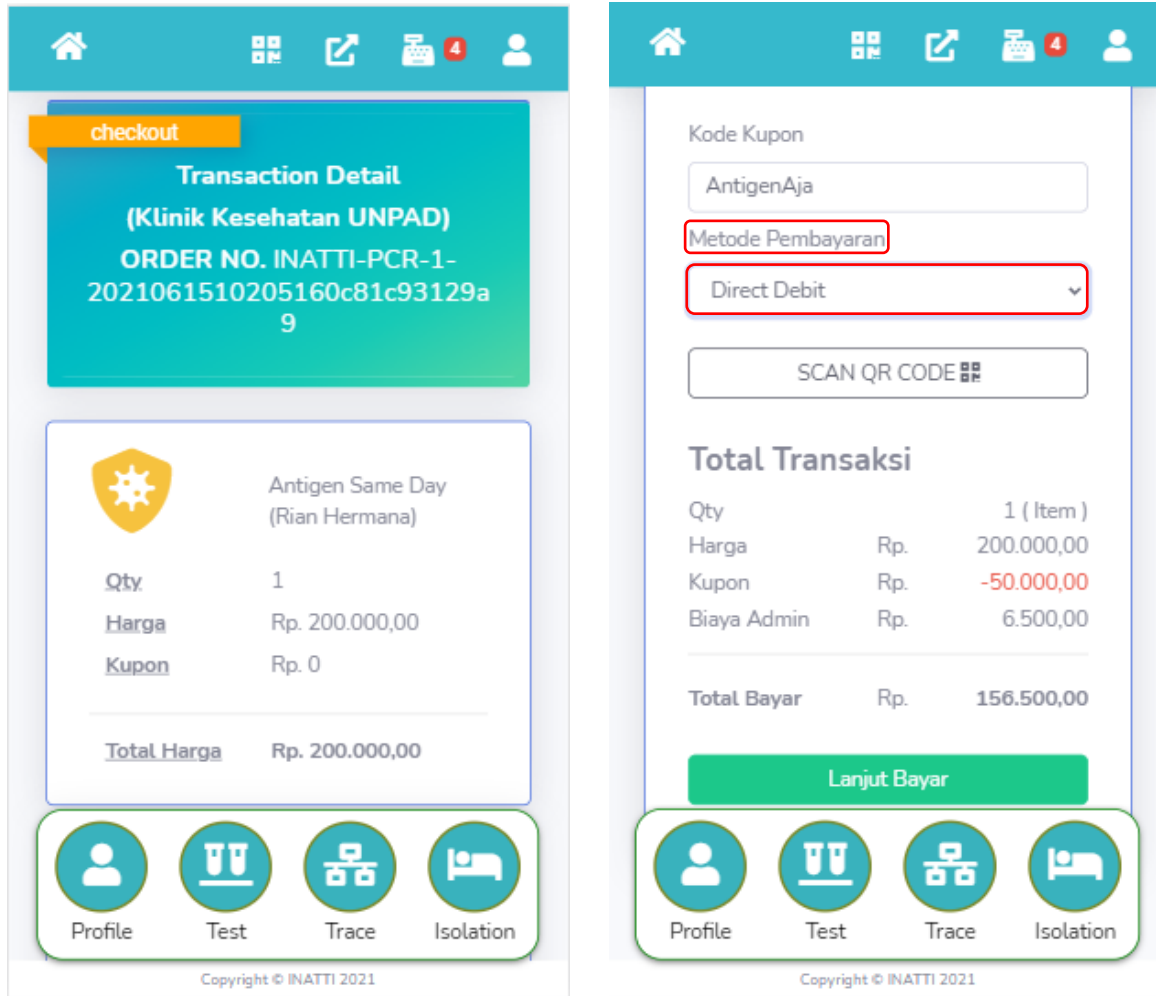 4
checkout
Transaction Detail
(Klinik Kesehatan UNPAD)
ORDER NO. INATTI-PCR-1-
2021061510205160c81c93129a
9
Antigen Same Day
(Rian Hermana)
Qty 1
Harga Rp. 200.000,00
Kupon Rp. 0
Total Harga Rp. 200.000,00
Profile Test Trace Isolation
Copyright © INATTI 2021
4
Kode Kupon
AntigenAja
Metode Pembayaran
Direct Debit
SCAN QR CODE
Total Transaksi
Qty 1 ( Item )
Harga Rp. 200.000,00
Kupon Rp. -50.000,00
Biaya Admin Rp. 6.500,00
Total Bayar Rp. 156.500,00
Lanjut Bayar
Profile Test Trace Isolation
Copyright © INATTI 2021